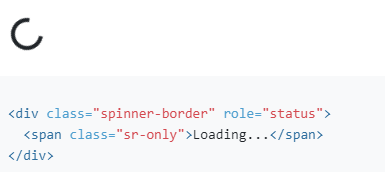 <div class="spinner-border" role="status">
  <span class="sr-only">Loading...</span>
</div>